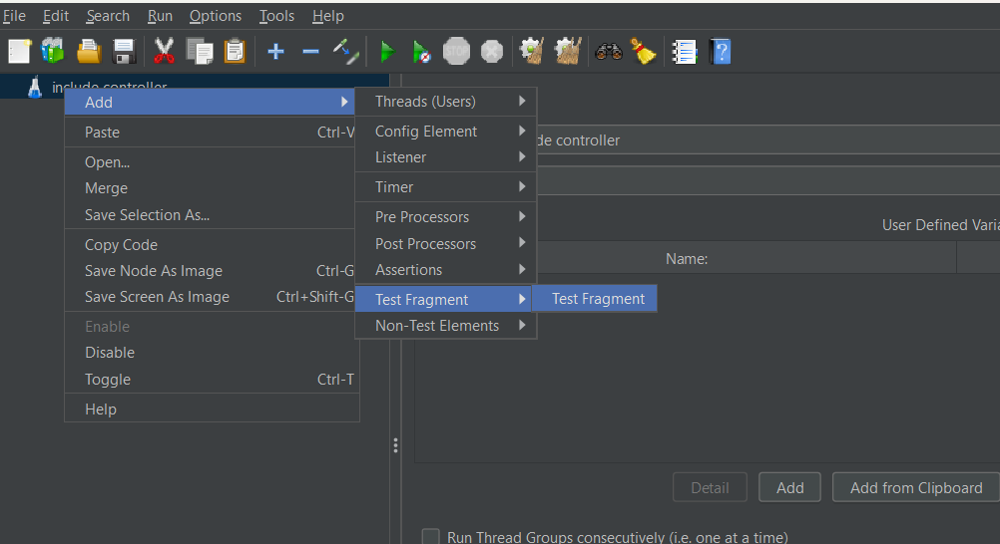 File Edit Search Run Options Tools Help
STOP
include controller
Add
Paste Ctrl-V
Open...
Merge
Save Selection As...
Copy Code
Save Node As Image Ctrl-G
Save Screen As Image Ctrl+Shift-G
Enable
Disable
Toggle Ctrl-T
Help
Threads (Users)
Config Element
Listener
Timer
Pre Processors
Post Processors
Assertions
Test Fragment
Non-Test Elements
Test Fragment
de controller
User Defined Varia
Name:
Detail Add Add from Clipboard
Run Thread Groups consecutively (i.e. one at a time)